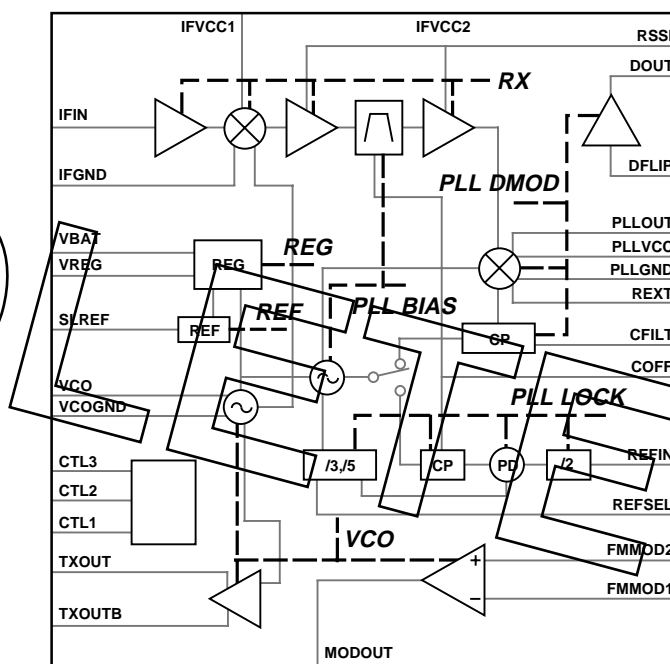 IFVCC1
IFVCC2
RSSI
DOUT
RX
IFIN
DFLIP
IFGND
PLL DMOD
PLLOUT
VBAT
REG
PLLVCC
VREG
REG
PLLGND
REXT
PLL BIAS
REF
SLREF
REF
CP
CFILT
COFF
VCO
PLL LOCK
VCOGND
CTL3
/3,/5
CP
PD
/2
REFIN
CTL2
REFSEL
CTL1
VCO
FMMOD2
+
TXOUT
−
FMMOD1
TXOUTB
MODOUT